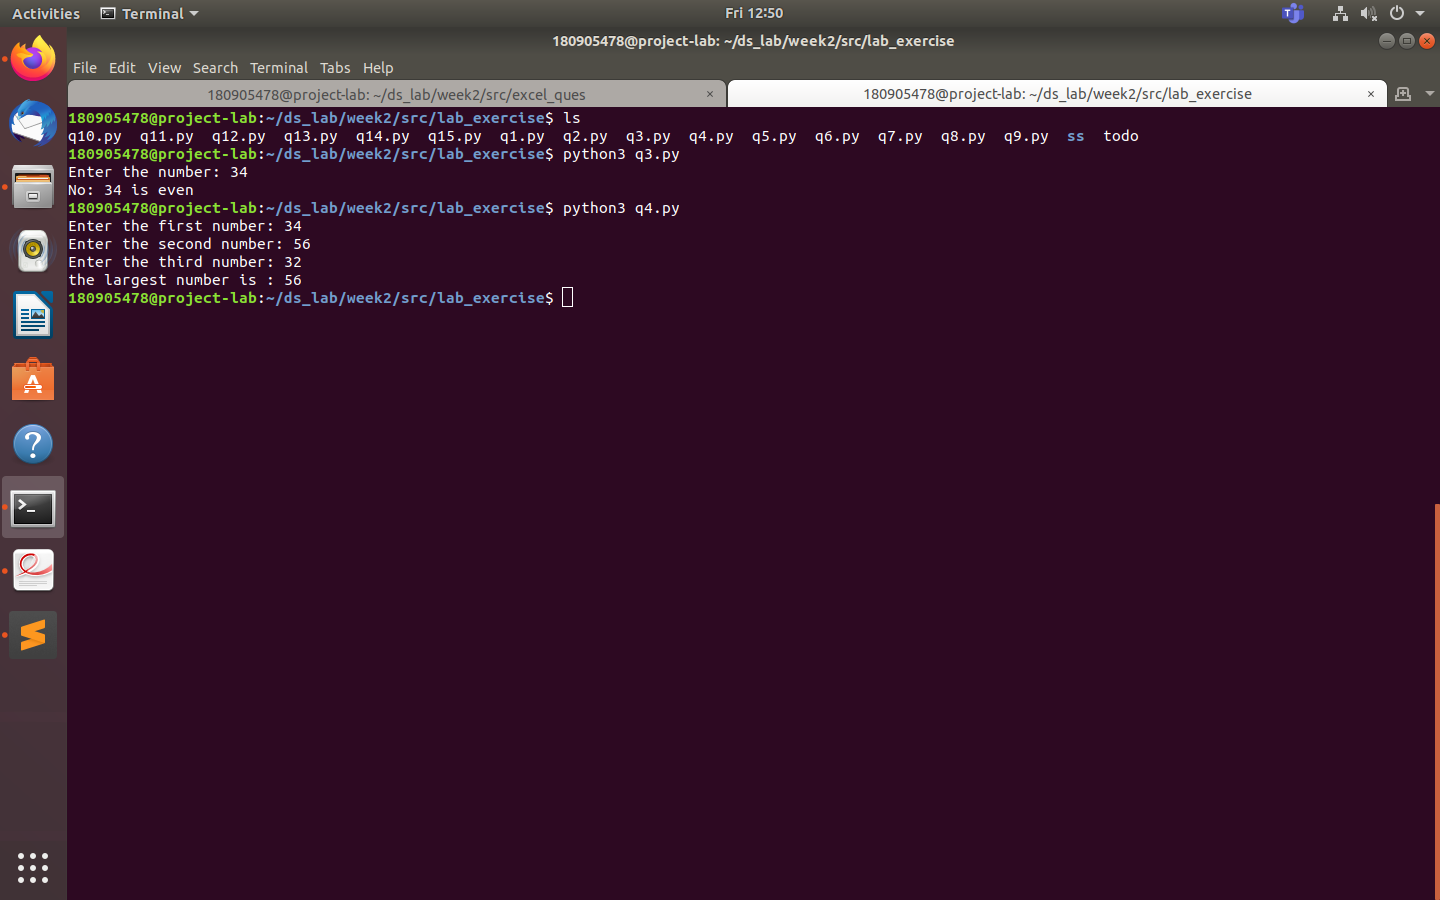 Activities Terminal Fri 12:50
180905478@project-lab: ~/ds_lab/week2/src/lab_exercise
File Edit View Search Terminal Tabs Help
180905478@project-lab: ~/ds_lab/week2/src/excel_ques × 180905478@project-lab: ~/ds_lab/week2/src/lab_exercise ×
180905478@project-lab:~/ds_lab/week2/src/lab_exercise$ ls
q10.py q11.py q12.py q13.py q14.py q15.py q1.py q2.py q3.py q4.py q5.py q6.py q7.py q8.py q9.py ss todo
180905478@project-lab:~/ds_lab/week2/src/lab_exercise$ python3 q3.py
Enter the number: 34
No: 34 is even
180905478@project-lab:~/ds_lab/week2/src/lab_exercise$ python3 q4.py
Enter the first number: 34
Enter the second number: 56
Enter the third number: 32
the largest number is : 56
180905478@project-lab:~/ds_lab/week2/src/lab_exercise$